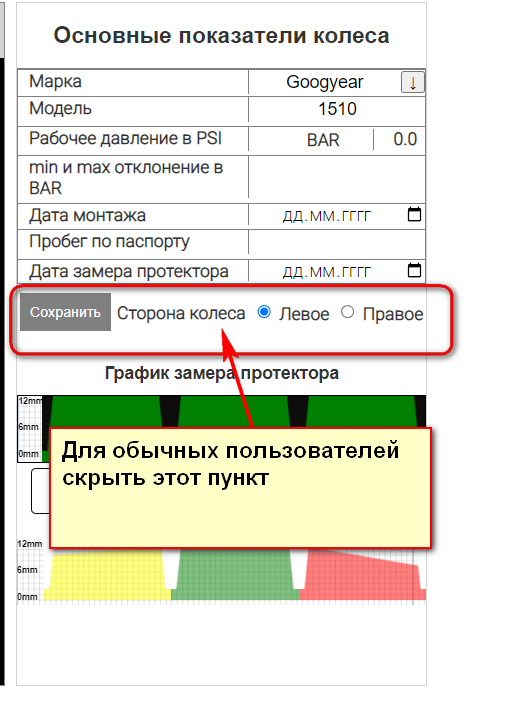 Основные показатели колеса
Марка Googyear ↓
Модель 1510
Рабочее давление в PSI BAR 0.0
min и max отклонение в
BAR
Дата монтажа ДД.ММ.ГГГГ
Пробег по паспорту
Дата замера протектора ДД.ММ.ГГГГ
Сохранить Сторона колеса Левое Правое
График замера протектора
12mm
6mm
0mm
Для обычных пользователей
скрыть этот пункт
12mm
6mm
0mm